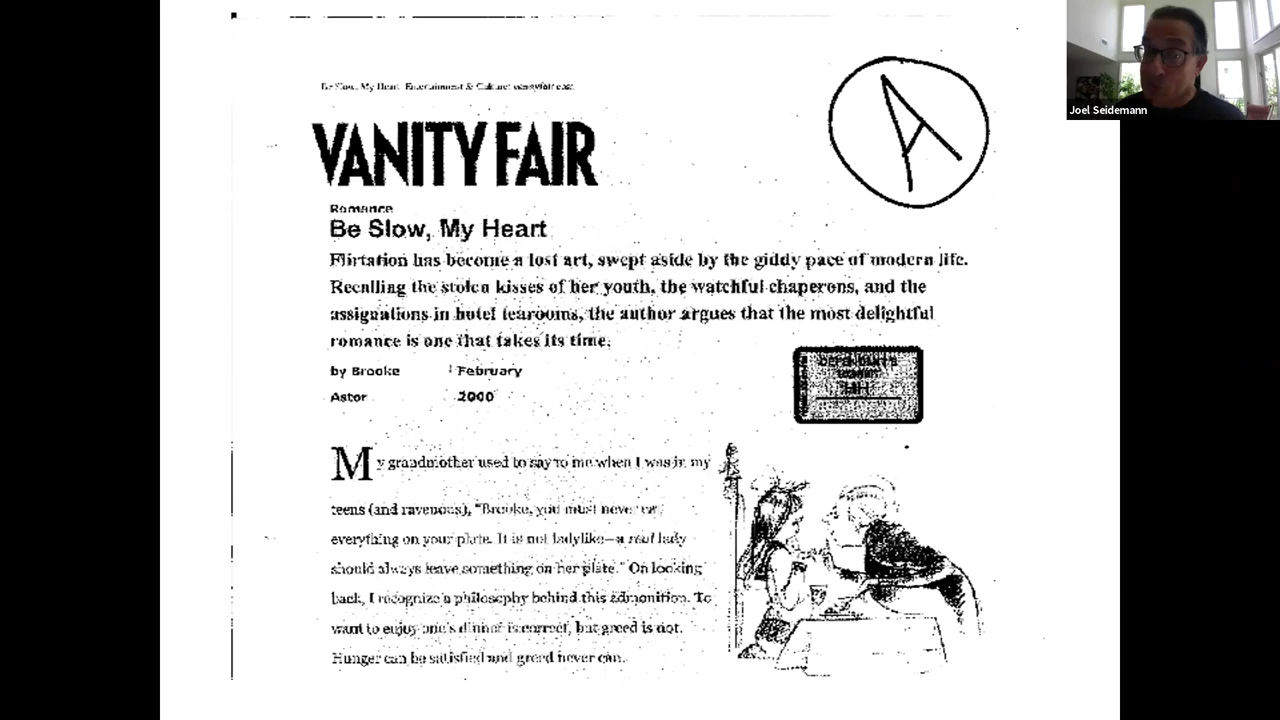 Be Slow, My Heart: Entertainment & Culture: vanityfair.com
A
Joel Seidemann
VANITY FAIR
Romance
Be Slow, My Heart
Flirtation has become a lost art, swept aside by the giddy pace of modern life.
Recalling the stolen kisses of her youth, the watchful chaperons, and the
assignations in hotel tearooms, the author argues that the most delightful
romance is one that takes its time.
by Brooke February
Astor 2000
DEFENDANT'S
EXHIBIT
HH
My grandmother used to say to me when I was in my
teens (and ravenous), "Brooke, you must never eat
everything on your plate. It is not ladylike—a real lady
should always leave something on her plate." On looking
back, I recognize a philosophy behind this admonition. To
want to enjoy one's dinner is correct, but greed is not.
Hunger can be satisfied and greed never can.